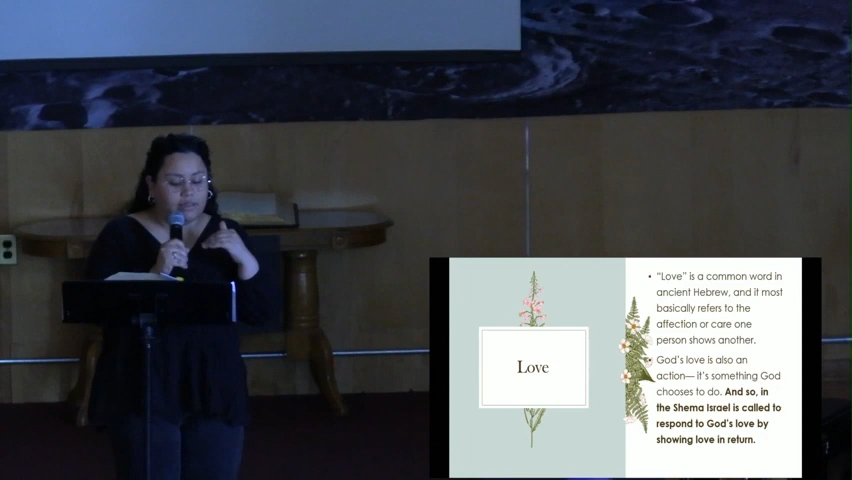 Love
• “Love” is a common word in
ancient Hebrew, and it most
basically refers to the
affection or care one
person shows another.
• God’s love is also an
action— it’s something God
chooses to do. And so, in
the Shema Israel is called to
respond to God’s love by
showing love in return.